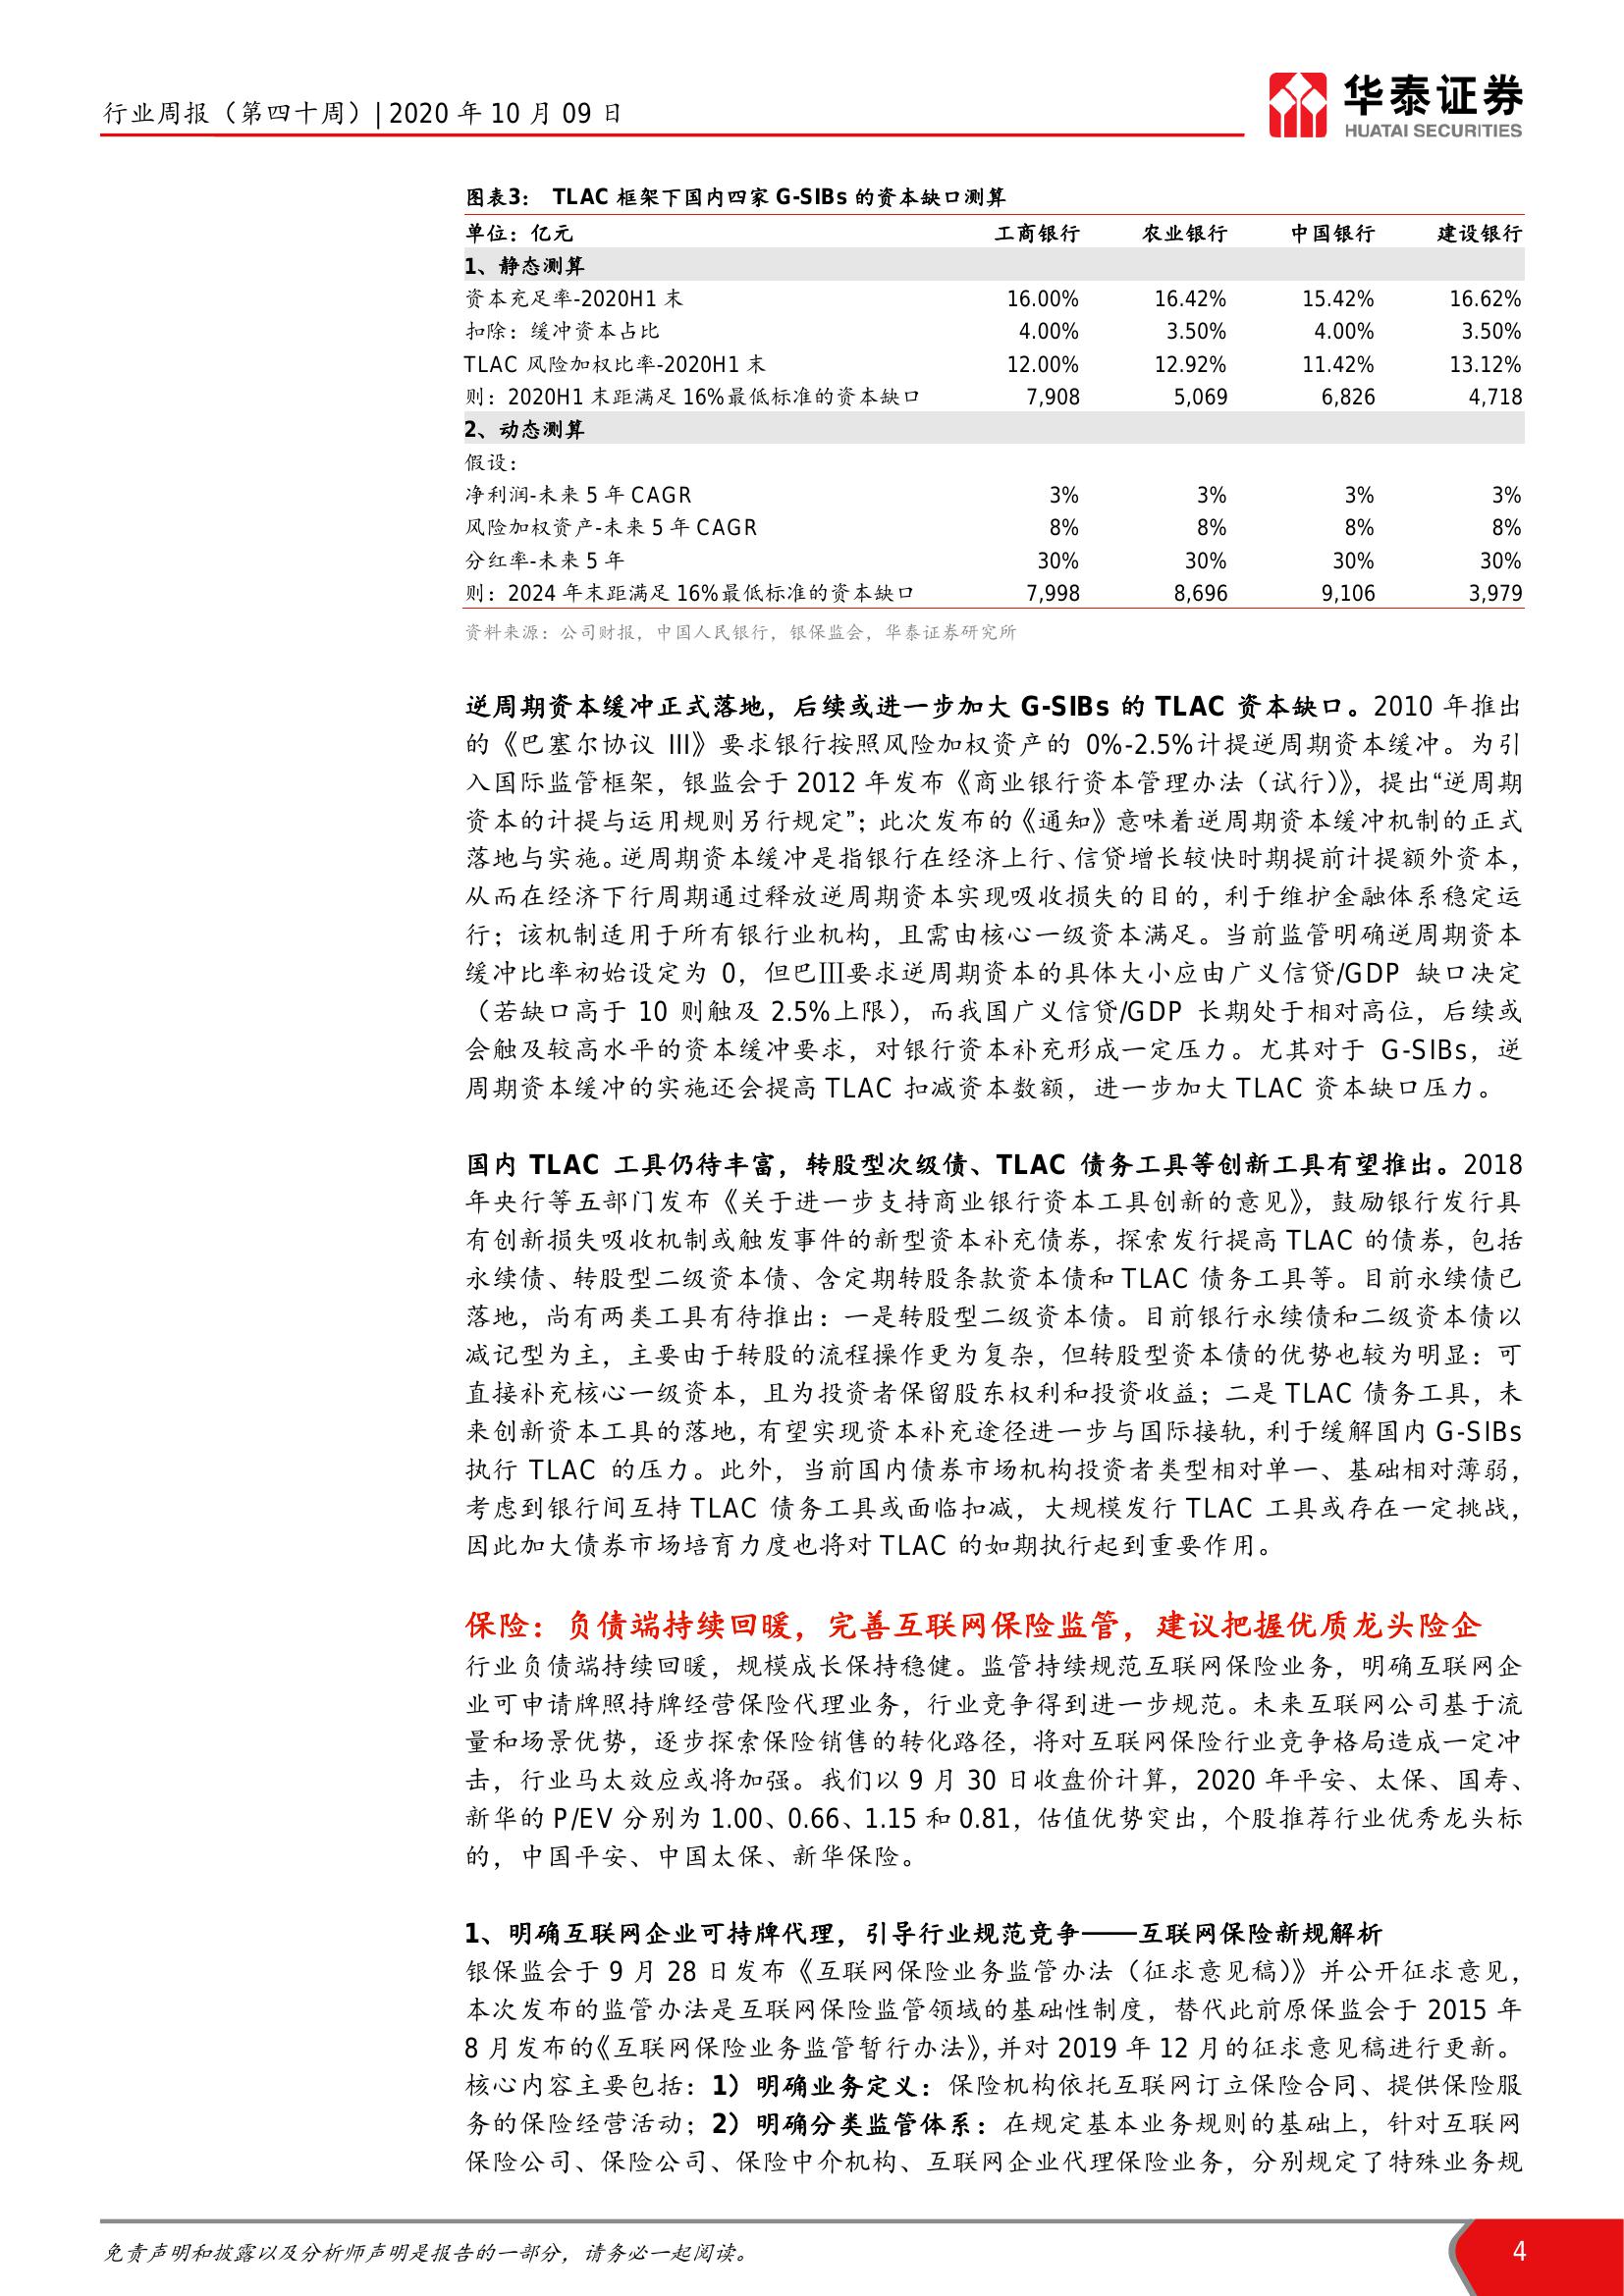 行业周报（第四十周）| 2020 年 10 月 09 日
华泰证券
HUATAI SECURITIES
图表3： TLAC 框架下国内四家 G-SIBs 的资本缺口测算
单位：亿元 工商银行 农业银行 中国银行 建设银行
1、静态测算
资本充足率-2020H1 末 16.00% 16.42% 15.42% 16.62%
扣除：缓冲资本占比 4.00% 3.50% 4.00% 3.50%
TLAC 风险加权比率-2020H1 末 12.00% 12.92% 11.42% 13.12%
则：2020H1 末距满足 16%最低标准的资本缺口 7,908 5,069 6,826 4,718
2、动态测算
假设：
净利润-未来 5 年 CAGR 3% 3% 3% 3%
风险加权资产-未来 5 年 CAGR 8% 8% 8% 8%
分红率-未来 5 年 30% 30% 30% 30%
则：2024 年末距满足 16%最低标准的资本缺口 7,998 8,696 9,106 3,979
资料来源：公司财报，中国人民银行，银保监会，华泰证券研究所
逆周期资本缓冲正式落地，后续或进一步加大 G-SIBs 的 TLAC 资本缺口。2010 年推出
的《巴塞尔协议 III》要求银行按照风险加权资产的 0%-2.5%计提逆周期资本缓冲。为引
入国际监管框架，银监会于 2012 年发布《商业银行资本管理办法（试行）》，提出“逆周期
资本的计提与运用规则另行规定”；此次发布的《通知》意味着逆周期资本缓冲机制的正式
落地与实施。逆周期资本缓冲是指银行在经济上行、信贷增长较快时期提前计提额外资本，
从而在经济下行周期通过释放逆周期资本实现吸收损失的目的，利于维护金融体系稳定运
行；该机制适用于所有银行业机构，且需由核心一级资本满足。当前监管明确逆周期资本
缓冲比率初始设定为 0，但巴Ⅲ要求逆周期资本的具体大小应由广义信贷/GDP 缺口决定
（若缺口高于 10 则触及 2.5%上限），而我国广义信贷/GDP 长期处于相对高位，后续或
会触及较高水平的资本缓冲要求，对银行资本补充形成一定压力。尤其对于 G-SIBs，逆
周期资本缓冲的实施还会提高 TLAC 扣减资本数额，进一步加大 TLAC 资本缺口压力。
国内 TLAC 工具仍待丰富，转股型次级债、TLAC 债务工具等创新工具有望推出。2018
年央行等五部门发布《关于进一步支持商业银行资本工具创新的意见》，鼓励银行发行具
有创新损失吸收机制或触发事件的新型资本补充债券，探索发行提高 TLAC 的债券，包括
永续债、转股型二级资本债、含定期转股条款资本债和 TLAC 债务工具等。目前永续债已
落地，尚有两类工具有待推出：一是转股型二级资本债。目前银行永续债和二级资本债以
减记型为主，主要由于转股的流程操作更为复杂，但转股型资本债的优势也较为明显：可
直接补充核心一级资本，且为投资者保留股东权利和投资收益；二是 TLAC 债务工具，未
来创新资本工具的落地，有望实现资本补充途径进一步与国际接轨，利于缓解国内 G-SIBs
执行 TLAC 的压力。此外，当前国内债券市场机构投资者类型相对单一、基础相对薄弱，
考虑到银行间互持 TLAC 债务工具或面临扣减，大规模发行 TLAC 工具或存在一定挑战，
因此加大债券市场培育力度也将对 TLAC 的如期执行起到重要作用。
保险：负债端持续回暖，完善互联网保险监管，建议把握优质龙头险企
行业负债端持续回暖，规模成长保持稳健。监管持续规范互联网保险业务，明确互联网企
业可申请牌照持牌经营保险代理业务，行业竞争得到进一步规范。未来互联网公司基于流
量和场景优势，逐步探索保险销售的转化路径，将对互联网保险行业竞争格局造成一定冲
击，行业马太效应或将加强。我们以 9 月 30 日收盘价计算，2020 年平安、太保、国寿、
新华的 P/EV 分别为 1.00、0.66、1.15 和 0.81，估值优势突出，个股推荐行业优秀龙头标
的，中国平安、中国太保、新华保险。
1、明确互联网企业可持牌代理，引导行业规范竞争——互联网保险新规解析
银保监会于 9 月 28 日发布《互联网保险业务监管办法（征求意见稿）》并公开征求意见，
本次发布的监管办法是互联网保险监管领域的基础性制度，替代此前原保监会于 2015 年
8 月发布的《互联网保险业务监管暂行办法》，并对 2019 年 12 月的征求意见稿进行更新。
核心内容主要包括：1）明确业务定义：保险机构依托互联网订立保险合同、提供保险服
务的保险经营活动；2）明确分类监管体系：在规定基本业务规则的基础上，针对互联网
保险公司、保险公司、保险中介机构、互联网企业代理保险业务，分别规定了特殊业务规
免责声明和披露以及分析师声明是报告的一部分，请务必一起阅读。 4